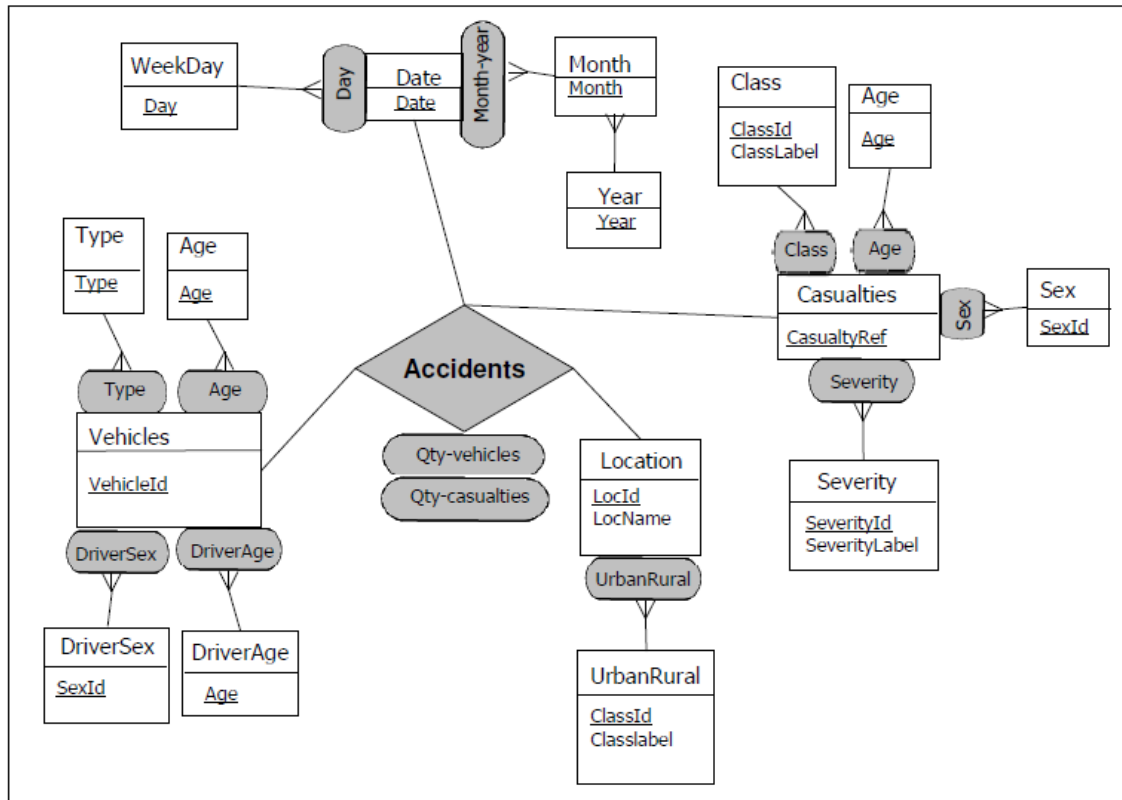 WeekDay
Day
Day
Date
Date
Month-year
Month
Month
Year
Year
Class
ClassId
ClassLabel
Age
Age
Class
Age
Casualties
CasualtyRef
Sex
Sex
SexId
Severity
Severity
SeverityId
SeverityLabel
Type
Type
Age
Age
Type
Age
Vehicles
VehicleId
DriverSex
DriverAge
DriverSex
SexId
DriverAge
Age
Accidents
Qty-vehicles
Qty-casualties
Location
LocId
LocName
UrbanRural
UrbanRural
ClassId
Classlabel